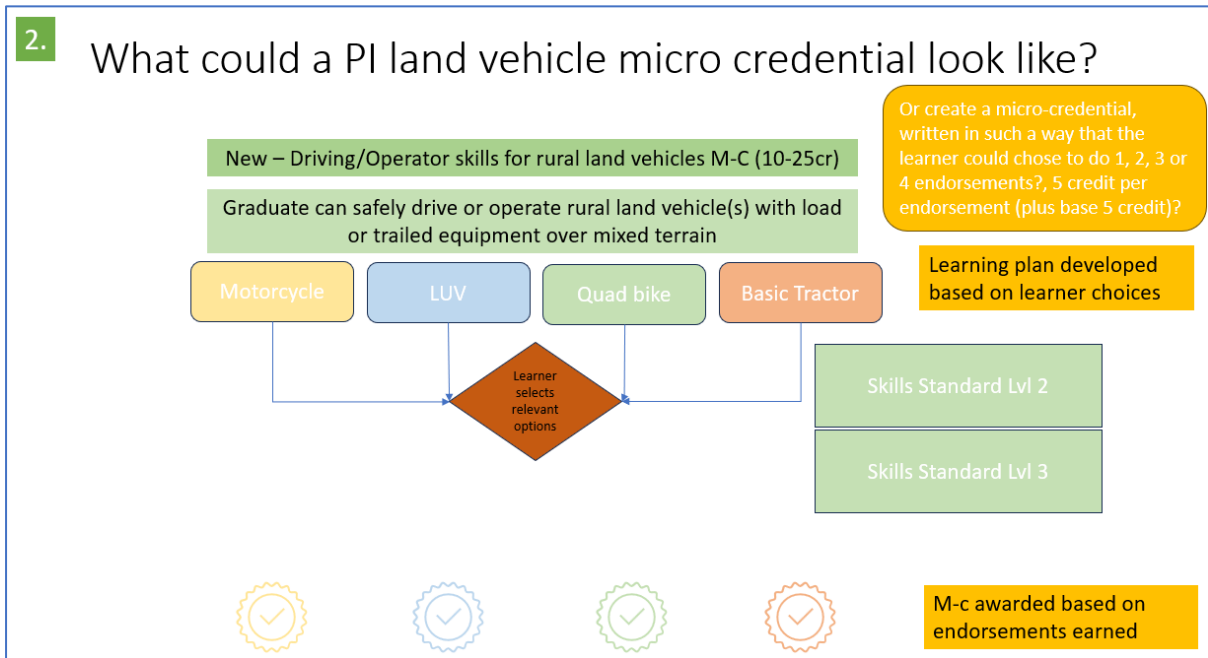 2.
What could a PI land vehicle micro credential look like?
Or create a micro-credential,
written in such a way that the
learner could chose to do 1, 2, 3 or
4 endorsements?, 5 credit per
endorsement (plus base 5 credit)?
New – Driving/Operator skills for rural land vehicles M-C (10-25cr)
Graduate can safely drive or operate rural land vehicle(s) with load
or trailed equipment over mixed terrain
Learning plan developed
based on learner choices
Motorcycle
LUV
Quad bike
Basic Tractor
Learner
selects
relevant
options
Skills Standard Lvl 2
Skills Standard Lvl 3
M-c awarded based on
endorsements earned